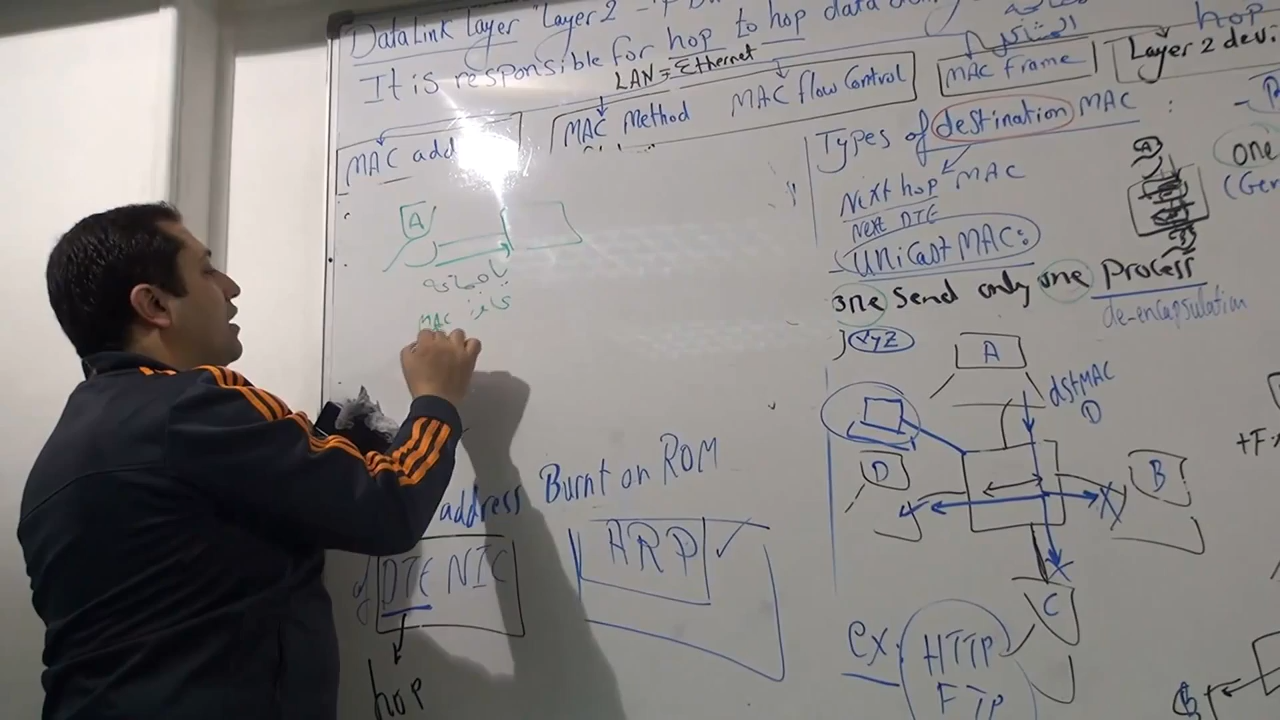 DataLink Layer "Layer 2 -
hop
It is responsible for hop to hop data
LAN = Ethernet
MAC add
MAC Method
MAC flow Control
MAC frame
Layer 2 devi
Types of destination MAC :
Next hop MAC
Next DTE
- UniCast MAC:
one Send only one Process
de-encapsulation
XYZ
one
(Ger
A
MAC
A
dstMAC
D
D
B
C
address Burnt on ROM
of DTE NIC
ARP
hop
ex.
HTTP
FTP